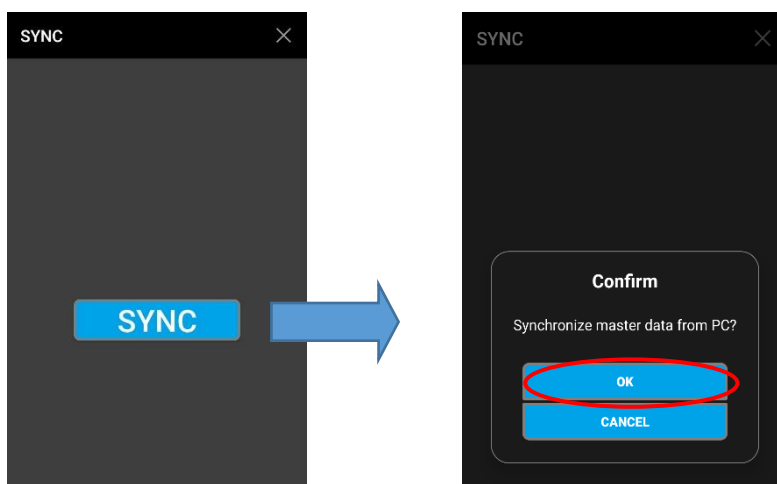 SYNC
SYNC
SYNC
Confirm
Synchronize master data from PC?
OK
CANCEL